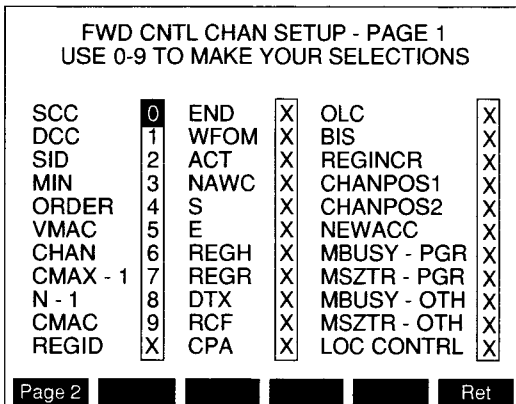 FWD CNTL CHAN SETUP - PAGE 1
USE 0-9 TO MAKE YOUR SELECTIONS
SCC 0 END X OLC X
DCC 1 WFOM X BIS X
SID 2 ACT X REGINCR X
MIN 3 NAWC X CHANPOS1 X
ORDER 4 S X CHANPOS2 X
VMAC 5 E X NEWACC X
CHAN 6 REGH X MBUSY - PGR X
CMAX - 1 7 REGR X MSZTR - PGR X
N - 1 8 DTX X MBUSY - OTH X
CMAC 9 RCF X MSZTR - OTH X
REGID X CPA X LOC CONTRL X
Page 2 Ret